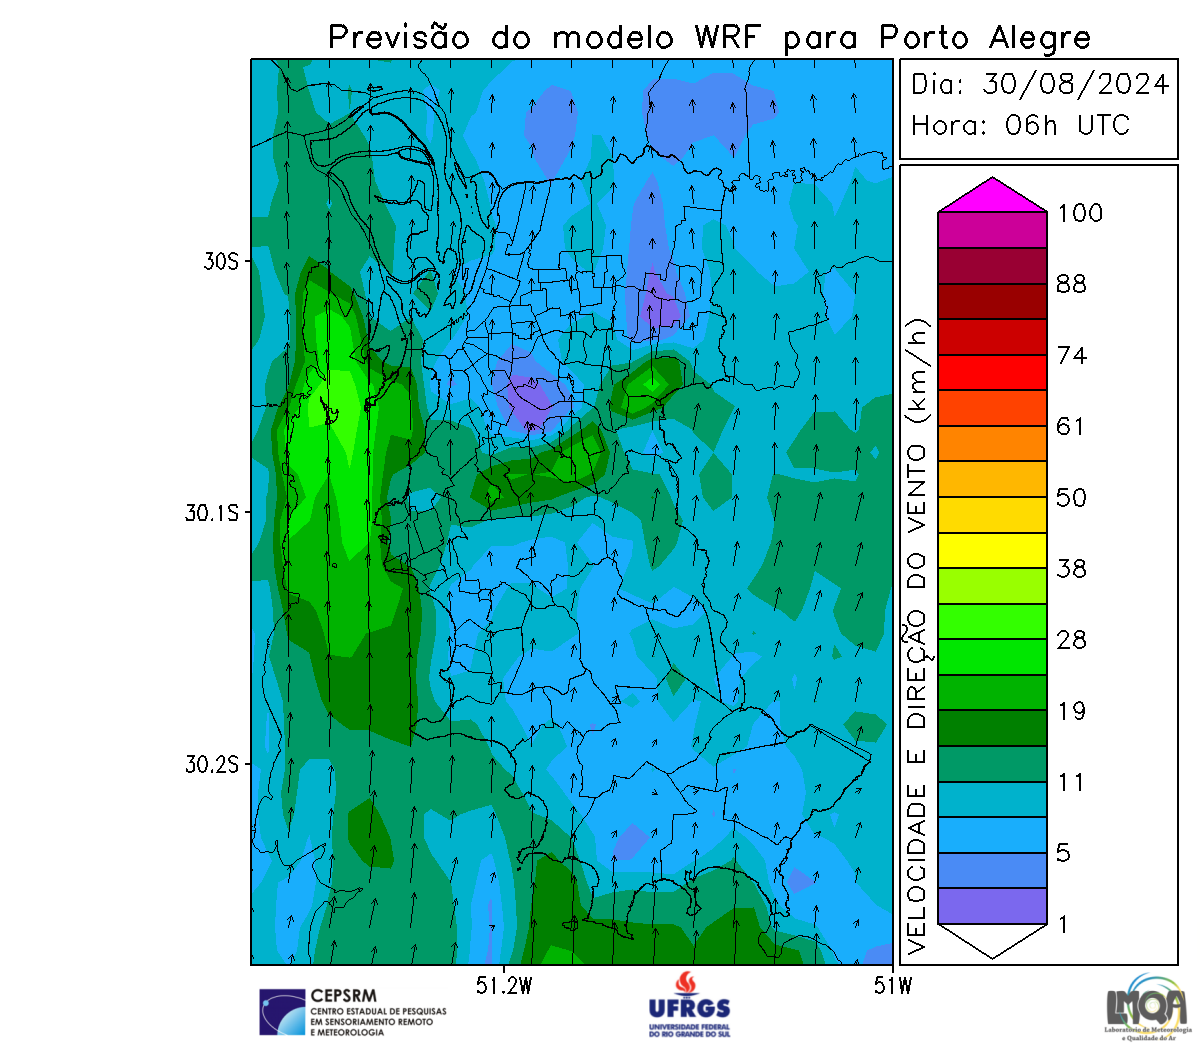 Previsão do modelo WRF para Porto Alegre
Dia: 30/08/2024
Hora: 06h UTC
30S
30.1S
30.2S
51.2W
51W
VELOCIDADE E DIREÇÃO DO VENTO (km/h)
100
88
74
61
50
38
28
19
11
5
1
CEPSRM
CENTRO ESTADUAL DE PESQUISAS
EM SENSORIAMENTO REMOTO
E METEOROLOGIA
UFRGS
UNIVERSIDADE FEDERAL
DO RIO GRANDE DO SUL
LMQA
Laboratório de Meteorologia
e Qualidade do Ar